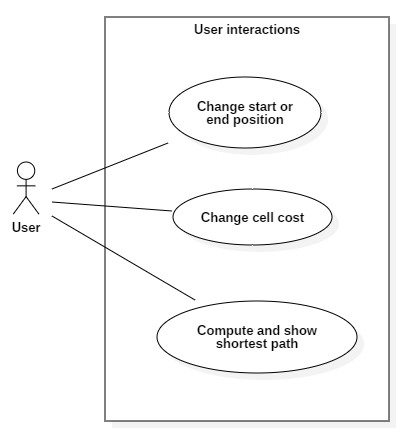 User interactions
Change start or
end position
Change cell cost
User
Compute and show
shortest path